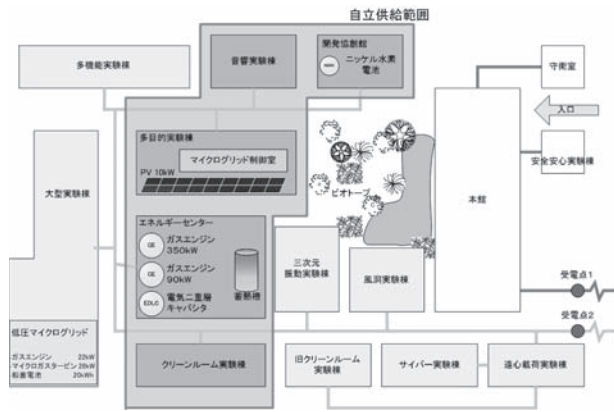 自立供給範囲
多機能実験棟
音響実験棟
開発協創館
ニッケル水素
電池
守衛室
入口
安全安心実験棟
多目的実験棟
マイクログリッド制御室
PV 10kW
大型実験棟
ビオトープ
本館
エネルギーセンター
GE
ガスエンジン
350kW
GE
ガスエンジン
90kW
EDLC
電気二重層
キャパシタ
蓄熱槽
三次元
振動実験棟
風洞実験棟
受電点1
受電点2
低圧マイクログリッド
ガスエンジン 22kW
マイクロガスタービン 28kW
鉛蓄電池 20kWh
クリーンルーム実験棟
旧クリーンルーム
実験棟
サイバー実験棟
遠心載荷実験棟